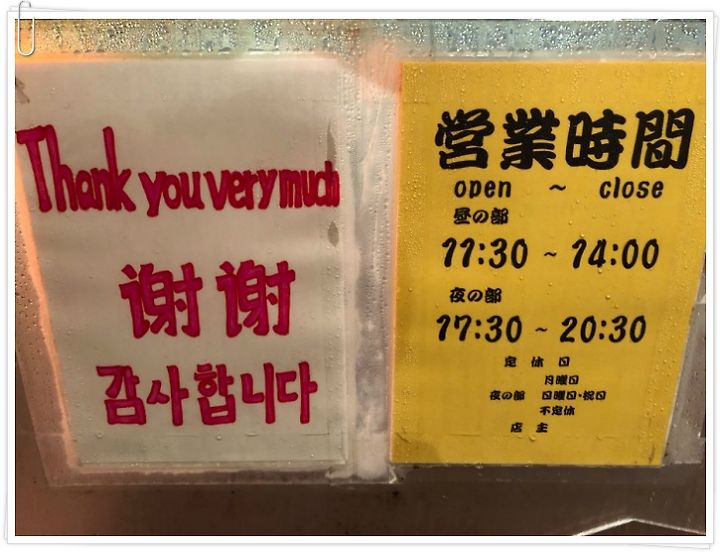 Thank you very much
谢谢
감사합니다
営業時間
open ～ close
昼の部
11:30 ～ 14:00
夜の部
17:30 ～ 20:30
定休日
月曜日
夜の部 日曜日・祝日
不定休
店主